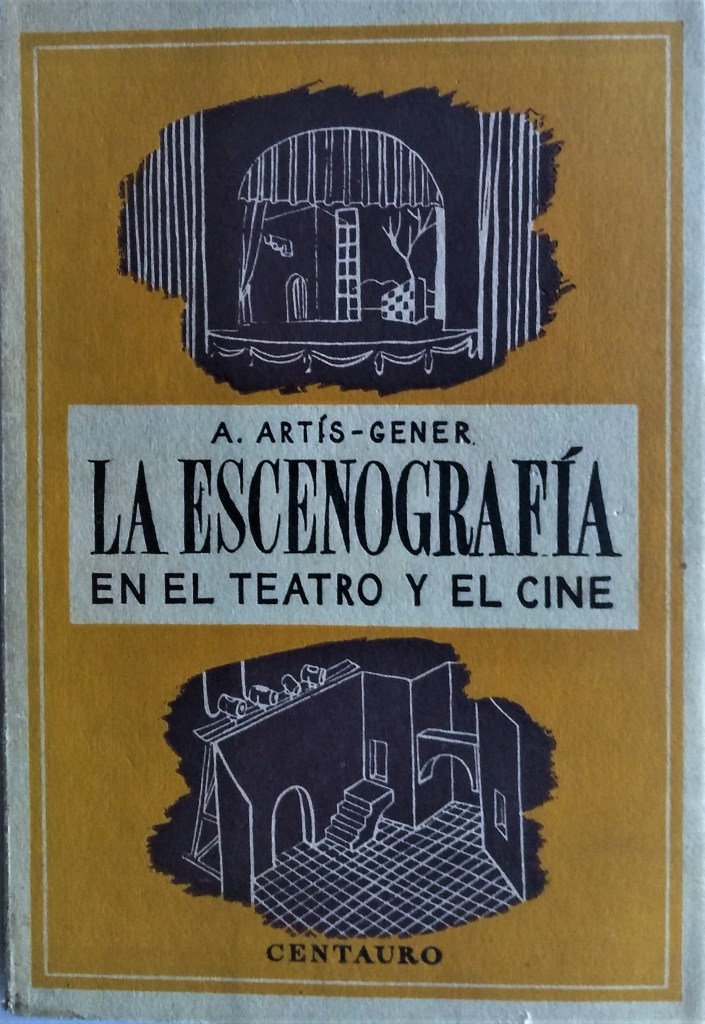 A. ARTÍS-GENER.
LA ESCENOGRAFÍA
EN EL TEATRO Y EL CINE
CENTAURO